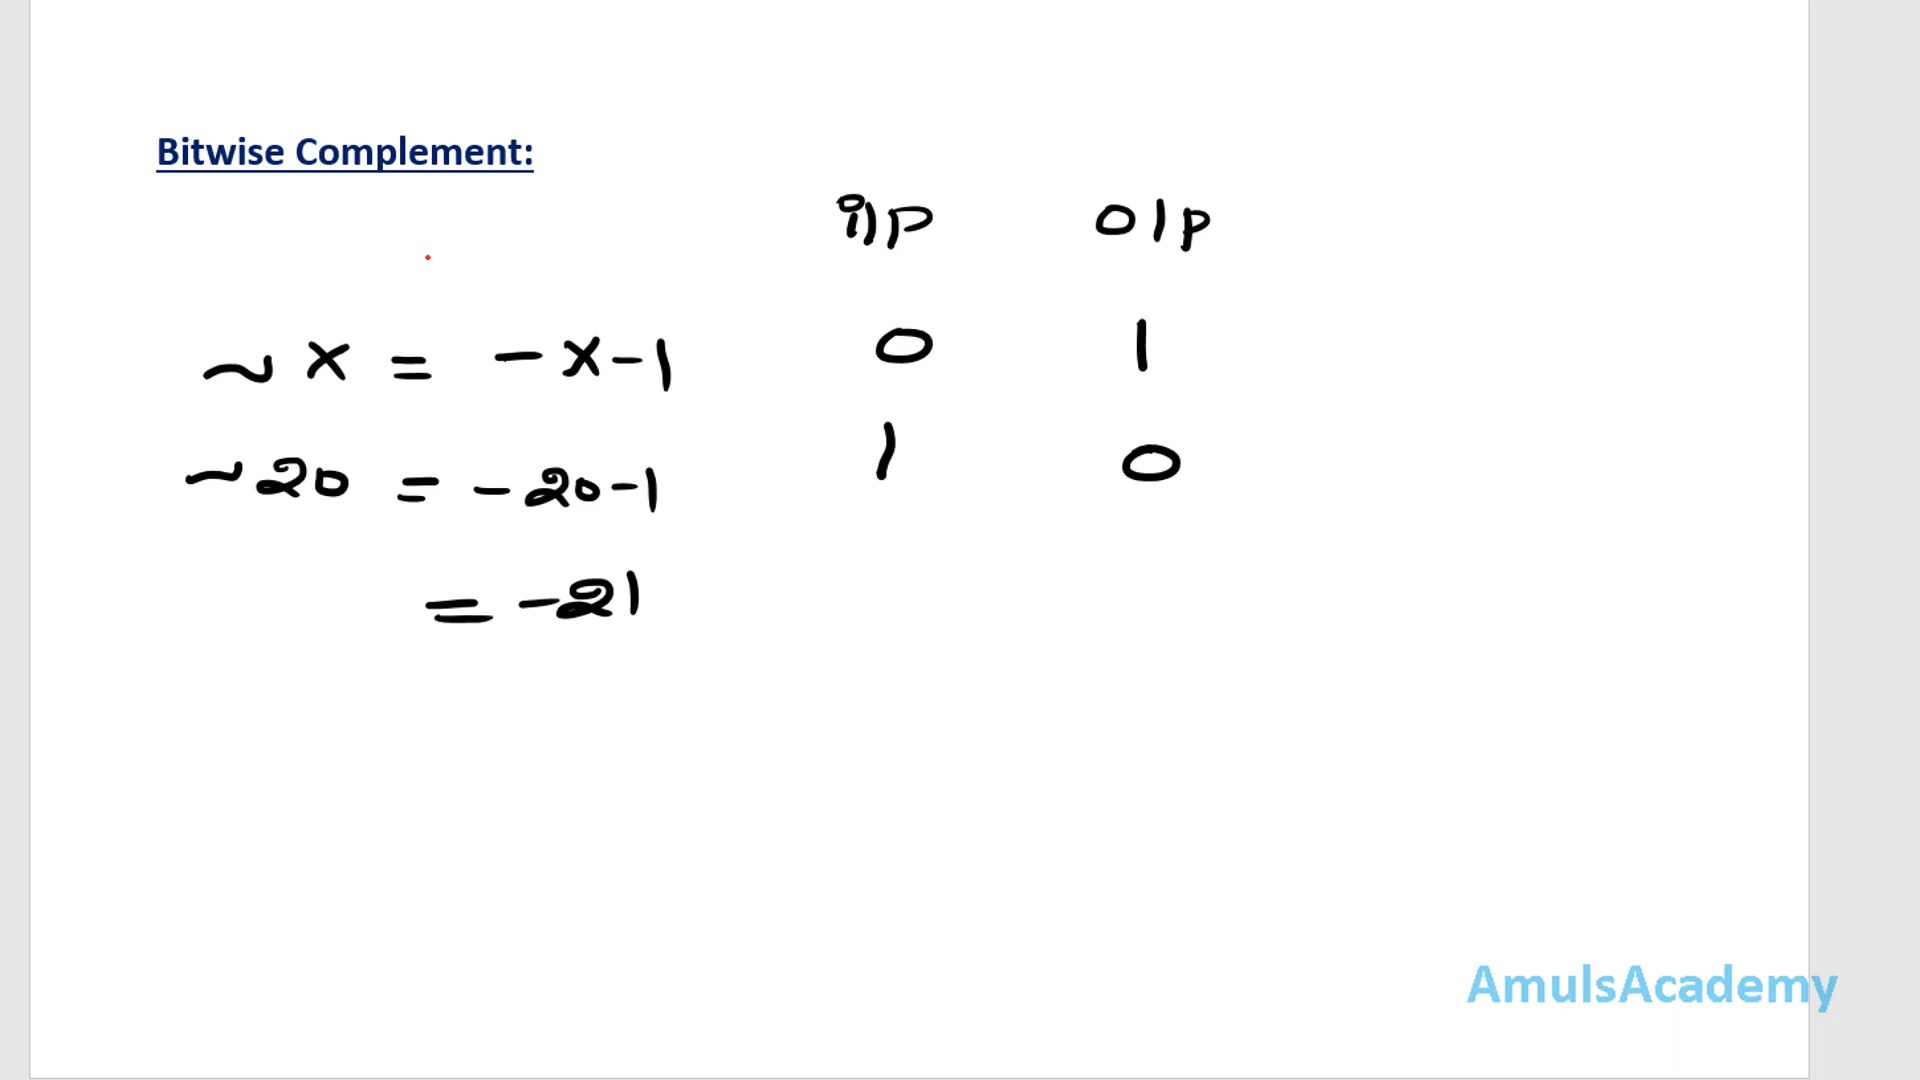 Bitwise Complement:
i/p o/p
~ x = -x-1
0 1
~20 = -20-1
1 0
= -21
AmulsAcademy